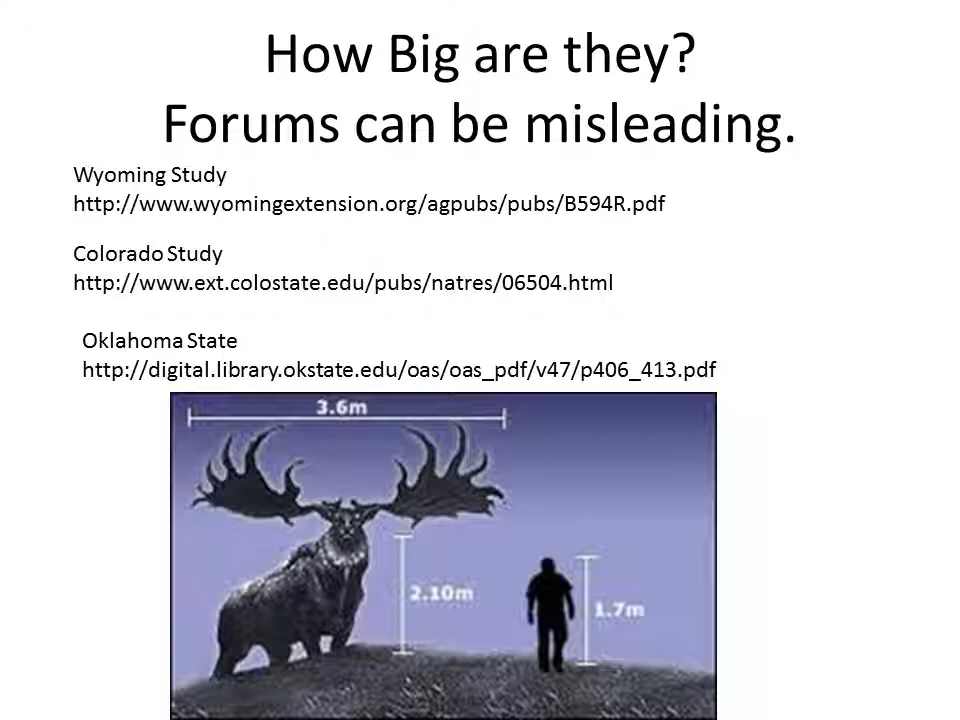 How Big are they?
Forums can be misleading.
Wyoming Study
http://www.wyomingextension.org/agpubs/pubs/B594R.pdf
Colorado Study
http://www.ext.colostate.edu/pubs/natres/06504.html
Oklahoma State
http://digital.library.okstate.edu/oas/oas_pdf/v47/p406_413.pdf
3.6m
2.10m
1.7m